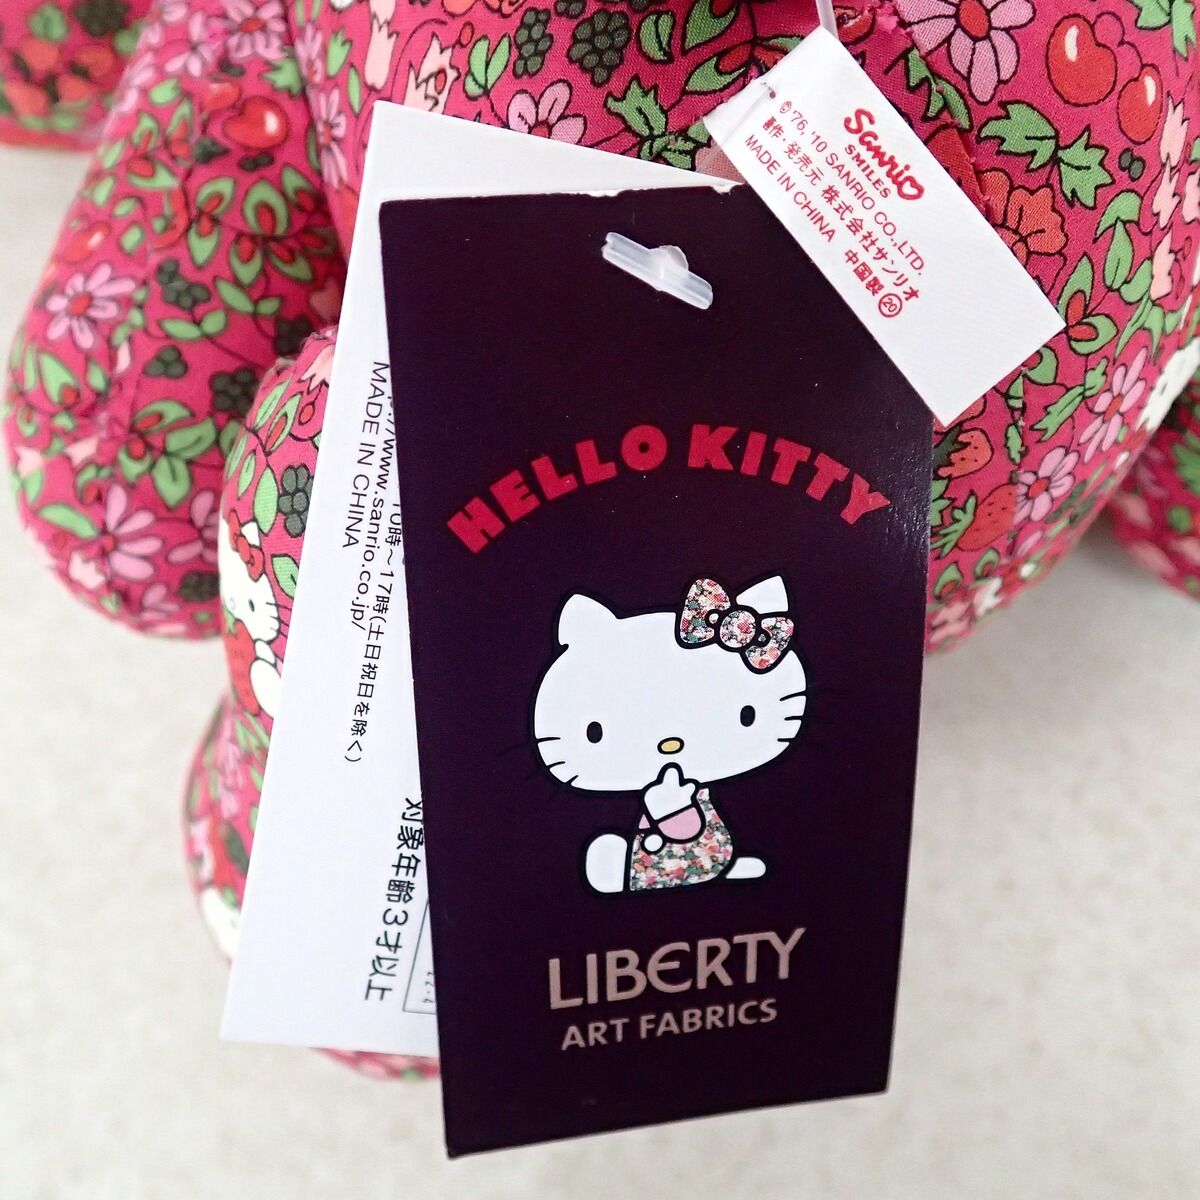 Sanrio
SMILES
© '76, '10 SANRIO CO.,LTD.
著作・発売元 株式会社サンリオ
MADE IN CHINA 中国製 20
HELLO KITTY
LIBERTY
ART FABRICS
10時～17時(土日祝日を除く)
www.sanrio.co.jp/
MADE IN CHINA
対象年齢3才以上